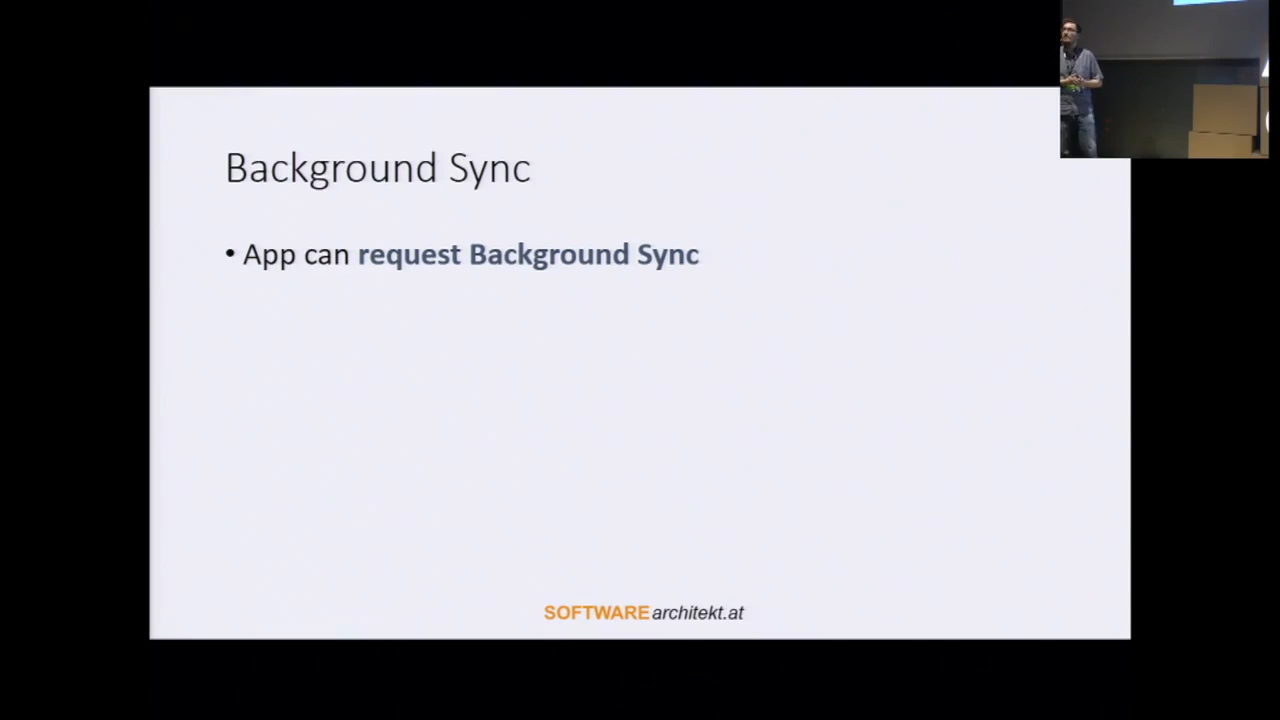 Background Sync
• App can request Background Sync
SOFTWAREarchitekt.at